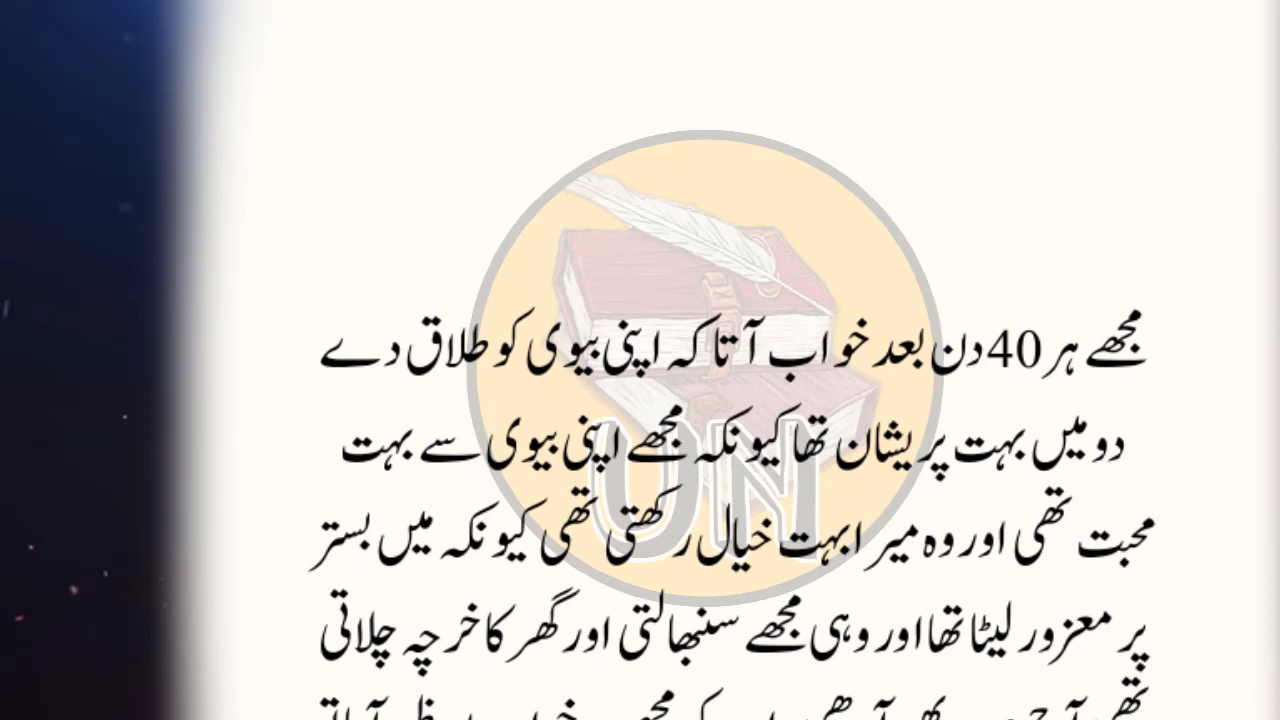 مجھے ہر 40 دن بعد خواب آتا کہ اپنی بیوی کو طلاق دے
دو میں بہت پریشان تھا کیونکہ مجھے اپنی بیوی سے بہت
محبت تھی اور وہ میرا بہت خیال رکھتی تھی کیونکہ میں بستر
پر معزور لیٹا تھا اور وہی مجھے سنبھالتی اور گھر کا خرچہ چلاتی
UN